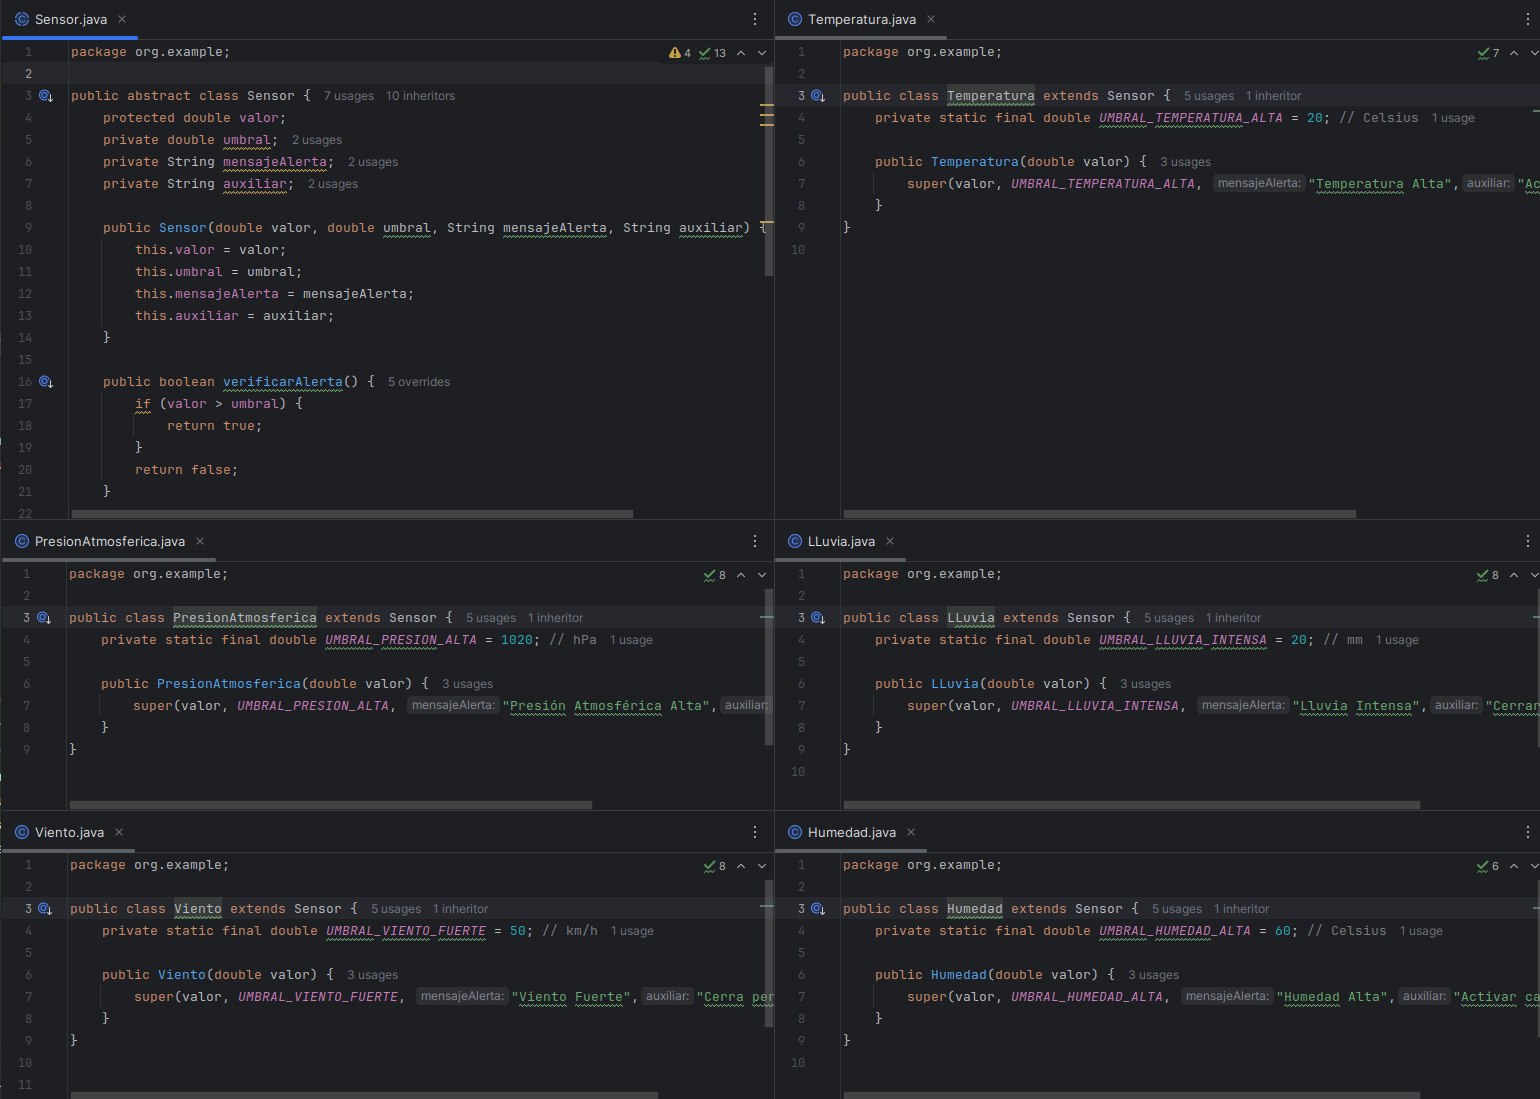 Sensor.java
1 package org.example;
4 13
2
3 public abstract class Sensor { 7 usages 10 inheritors
4 protected double valor;
5 private double umbral; 2 usages
6 private String mensajeAlerta; 2 usages
7 private String auxiliar; 2 usages
8
9 public Sensor(double valor, double umbral, String mensajeAlerta, String auxiliar) {
10 this.valor = valor;
11 this.umbral = umbral;
12 this.mensajeAlerta = mensajeAlerta;
13 this.auxiliar = auxiliar;
14 }
15
16 public boolean verificarAlerta() { 5 overrides
17 if (valor > umbral) {
18 return true;
19 }
20 return false;
21 }
22
Temperatura.java
1 package org.example;
7
2
3 public class Temperatura extends Sensor { 5 usages 1 inheritor
4 private static final double UMBRAL_TEMPERATURA_ALTA = 20; // Celsius 1 usage
5
6 public Temperatura(double valor) { 3 usages
7 super(valor, UMBRAL_TEMPERATURA_ALTA, mensajeAlerta: "Temperatura Alta", auxiliar: "Ac
8 }
9 }
10
PresionAtmosferica.java
1 package org.example;
8
2
3 public class PresionAtmosferica extends Sensor { 5 usages 1 inheritor
4 private static final double UMBRAL_PRESION_ALTA = 1020; // hPa 1 usage
5
6 public PresionAtmosferica(double valor) { 3 usages
7 super(valor, UMBRAL_PRESION_ALTA, mensajeAlerta: "Presión Atmosférica Alta", auxiliar:
8 }
9 }
LLuvia.java
1 package org.example;
8
2
3 public class LLuvia extends Sensor { 5 usages 1 inheritor
4 private static final double UMBRAL_LLUVIA_INTENSA = 20; // mm 1 usage
5
6 public LLuvia(double valor) { 3 usages
7 super(valor, UMBRAL_LLUVIA_INTENSA, mensajeAlerta: "Lluvia Intensa", auxiliar: "Cerrar
8 }
9 }
10
Viento.java
1 package org.example;
8
2
3 public class Viento extends Sensor { 5 usages 1 inheritor
4 private static final double UMBRAL_VIENTO_FUERTE = 50; // km/h 1 usage
5
6 public Viento(double valor) { 3 usages
7 super(valor, UMBRAL_VIENTO_FUERTE, mensajeAlerta: "Viento Fuerte", auxiliar: "Cerra per
8 }
9 }
10
11
Humedad.java
1 package org.example;
6
2
3 public class Humedad extends Sensor { 5 usages 1 inheritor
4 private static final double UMBRAL_HUMEDAD_ALTA = 60; // Celsius 1 usage
5
6 public Humedad(double valor) { 3 usages
7 super(valor, UMBRAL_HUMEDAD_ALTA, mensajeAlerta: "Humedad Alta", auxiliar: "Activar ca
8 }
9 }
10